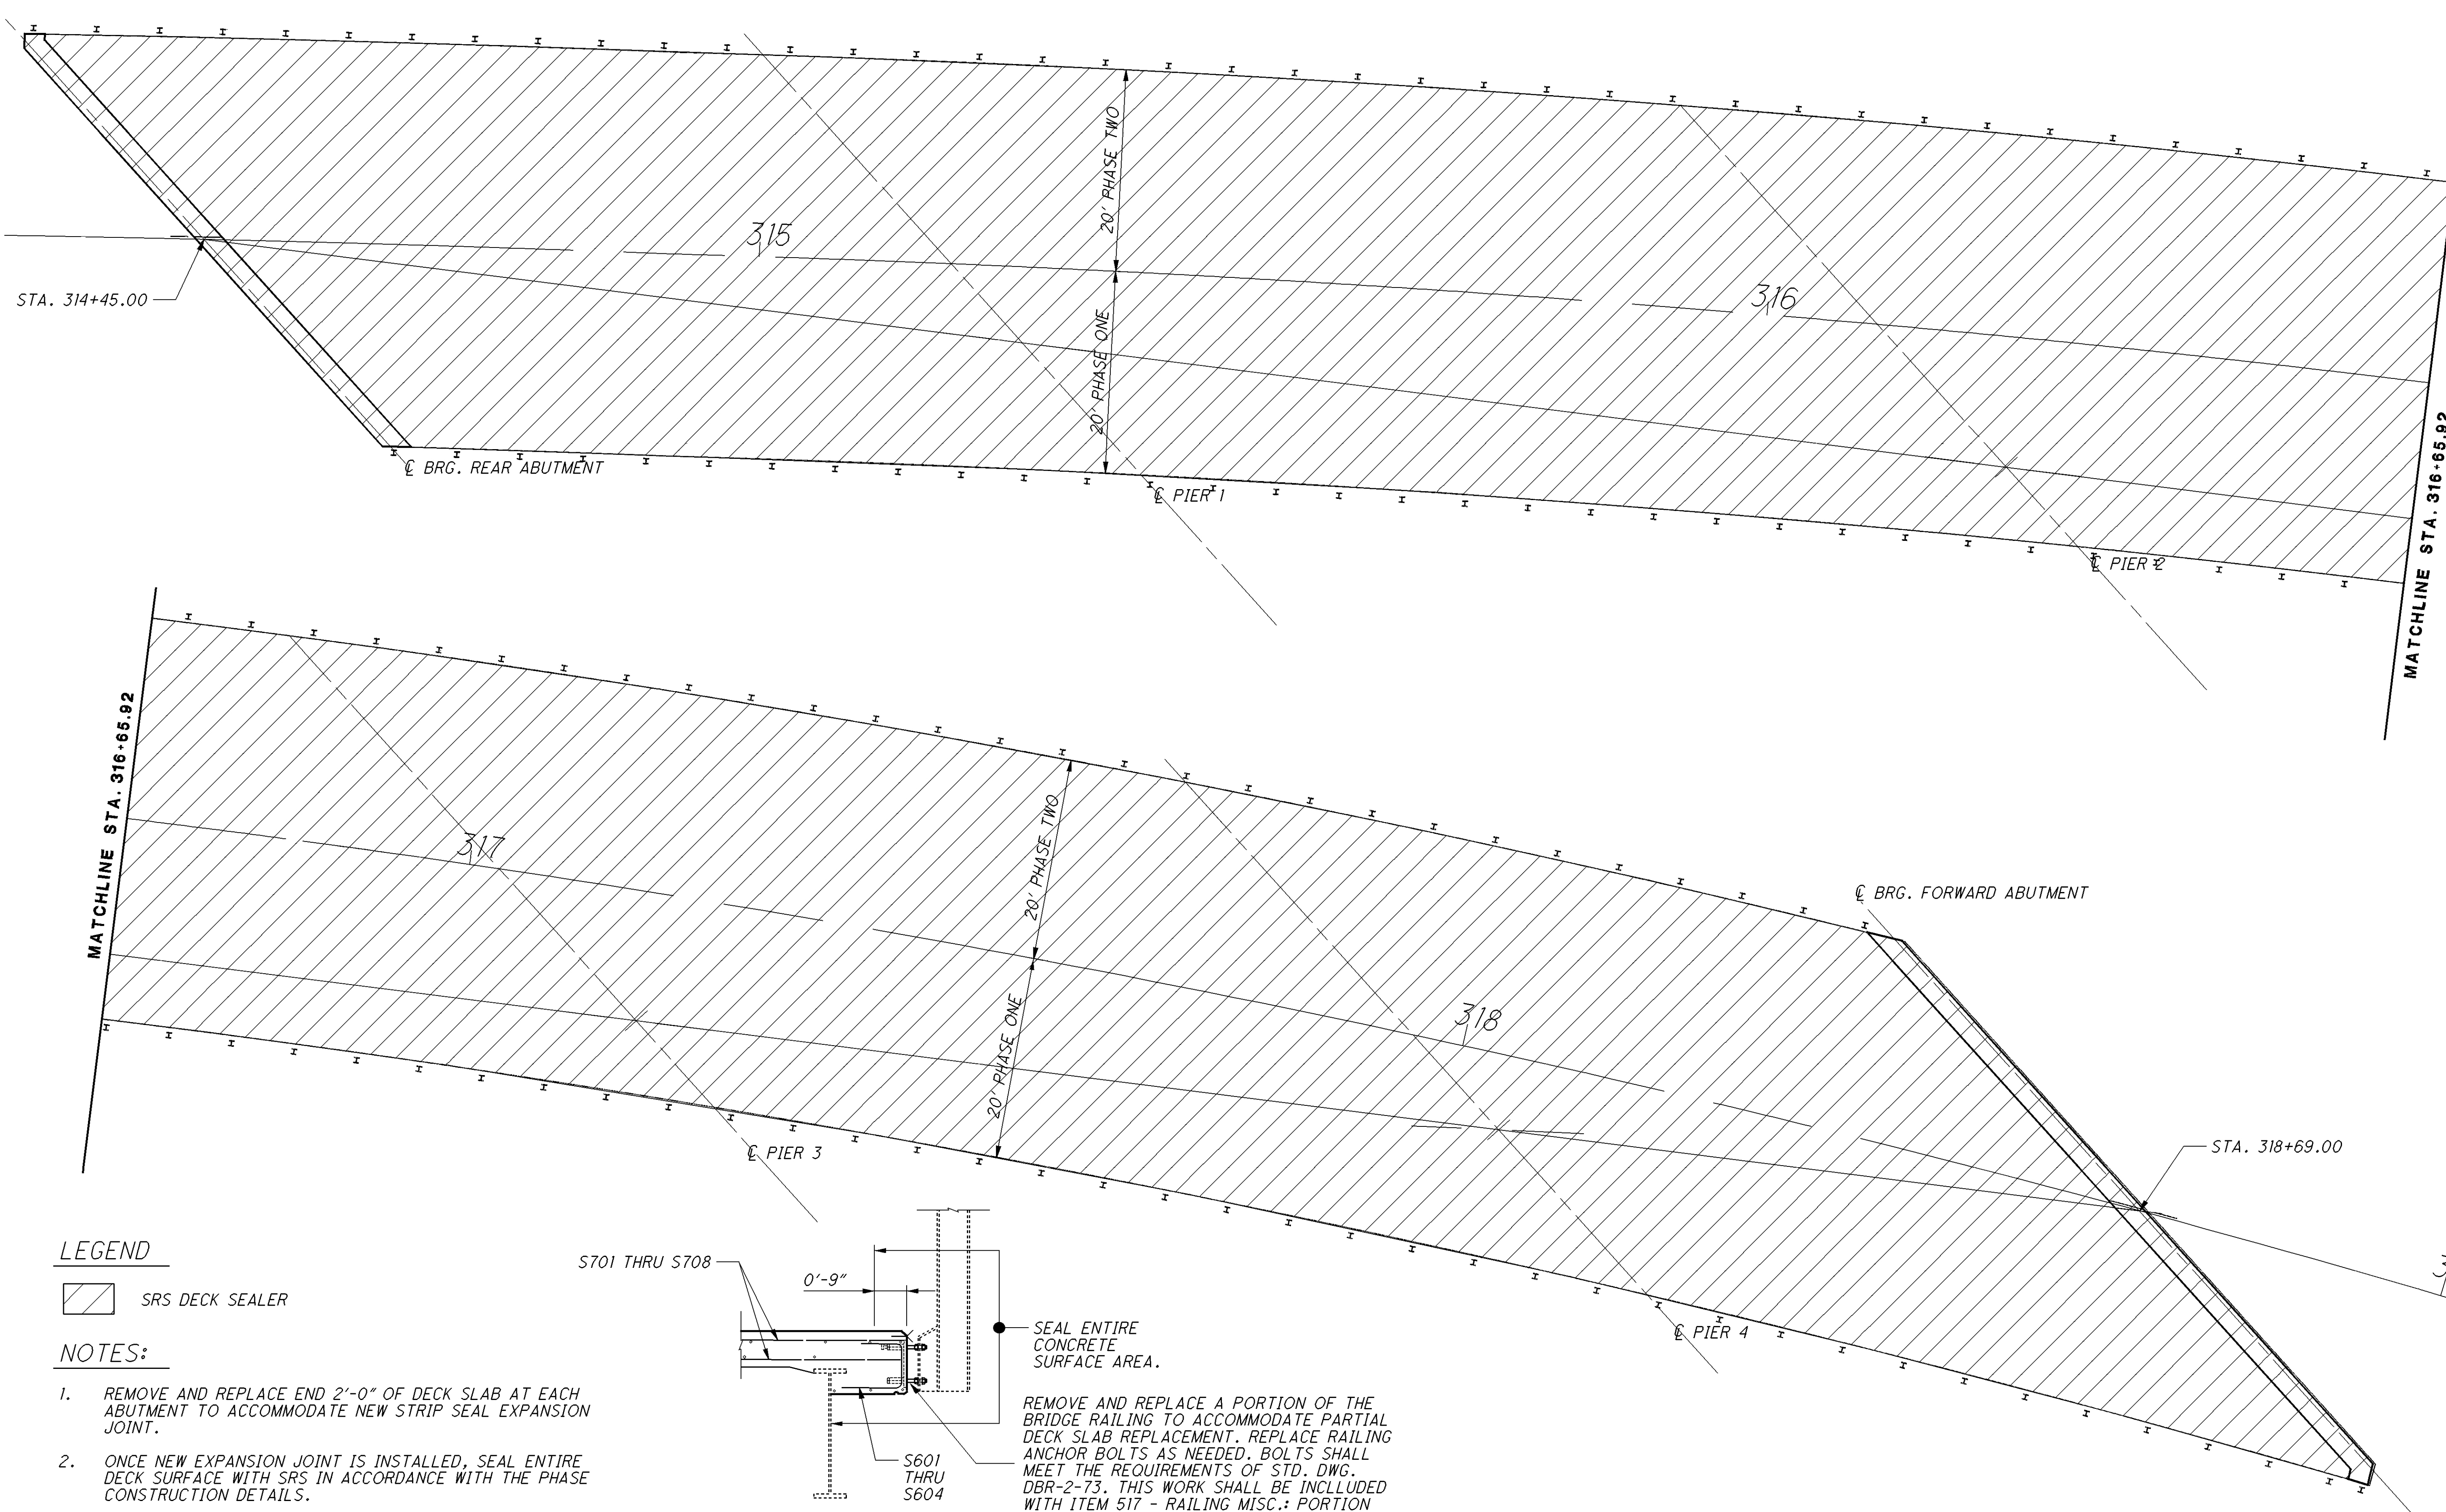 315
20' PHASE TWO
STA. 314+45.00
316
20' PHASE ONE
℄ BRG. REAR ABUTMENT
℄ PIER 1
℄ PIER 2
MATCHLINE STA. 316+65.92
MATCHLINE STA. 316+65.92
317
20' PHASE TWO
℄ BRG. FORWARD ABUTMENT
20' PHASE ONE
318
℄ PIER 3
STA. 318+69.00
℄ PIER 4
3
LEGEND
SRS DECK SEALER
NOTES:
1. REMOVE AND REPLACE END 2'-0" OF DECK SLAB AT EACH
ABUTMENT TO ACCOMMODATE NEW STRIP SEAL EXPANSION
JOINT.
2. ONCE NEW EXPANSION JOINT IS INSTALLED, SEAL ENTIRE
DECK SURFACE WITH SRS IN ACCORDANCE WITH THE PHASE
CONSTRUCTION DETAILS.
S701 THRU S708
0'-9"
SEAL ENTIRE
CONCRETE
SURFACE AREA.
S601
THRU
S604
REMOVE AND REPLACE A PORTION OF THE
BRIDGE RAILING TO ACCOMMODATE PARTIAL
DECK SLAB REPLACEMENT. REPLACE RAILING
ANCHOR BOLTS AS NEEDED. BOLTS SHALL
MEET THE REQUIREMENTS OF STD. DWG.
DBR-2-73. THIS WORK SHALL BE INCLLUDED
WITH ITEM 517 - RAILING MISC.: PORTION